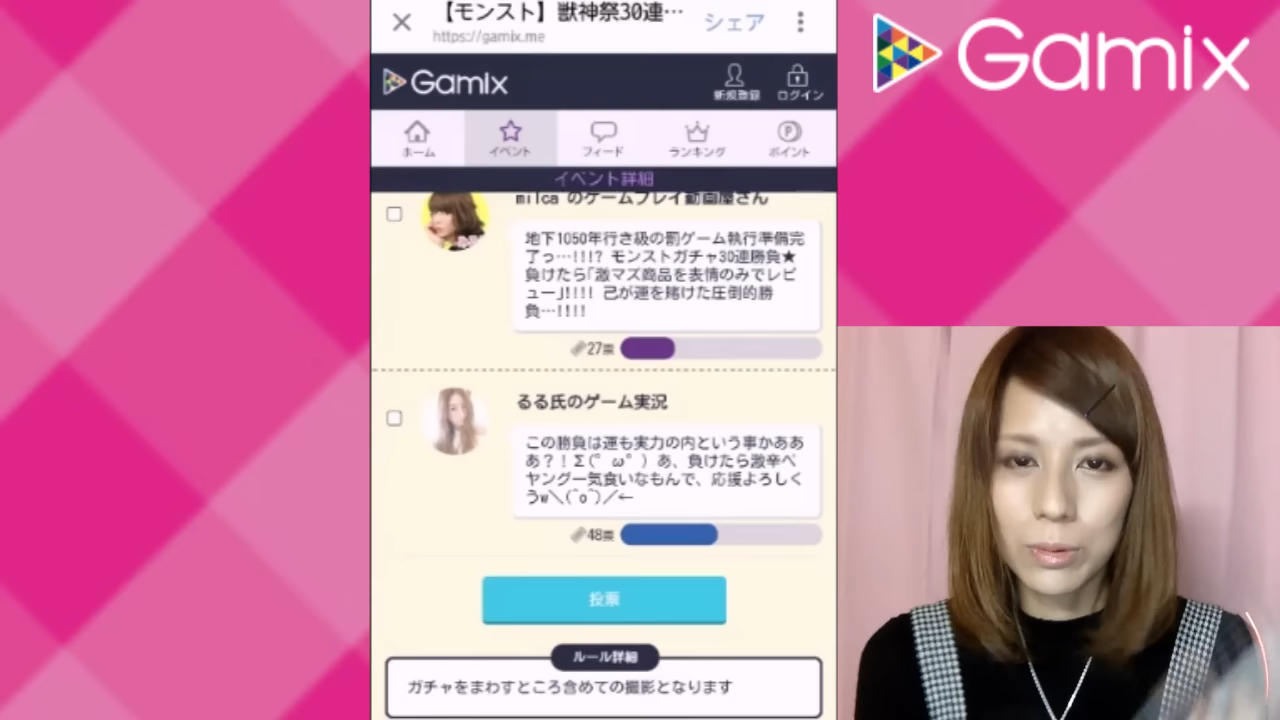 【モンスト】獣神祭30連…
シェア
https://gamix.me
Gamix
新規登録
ログイン
ホーム
イベント
フィード
ランキング
ポイント
イベント詳細
milca のゲームプレイ動画屋さん
地下1050年行き級の罰ゲーム執行準備完
了っ…!!!? モンストガチャ30連勝負★
負けたら「激マズ商品を表情のみでレビ
ュー」!!!! 己が運を賭けた圧倒的勝
負…!!!!
27票
るる氏のゲーム実況
この勝負は運も実力の内という事かああ
あ？！Σ(ﾟωﾟ) あ、負けたら激辛ペ
ヤング一気食いなもんで、応援よろしく
うw＼(^o^)／←
48票
投票
ルール詳細
ガチャをまわすところ含めての撮影となります
Gamix